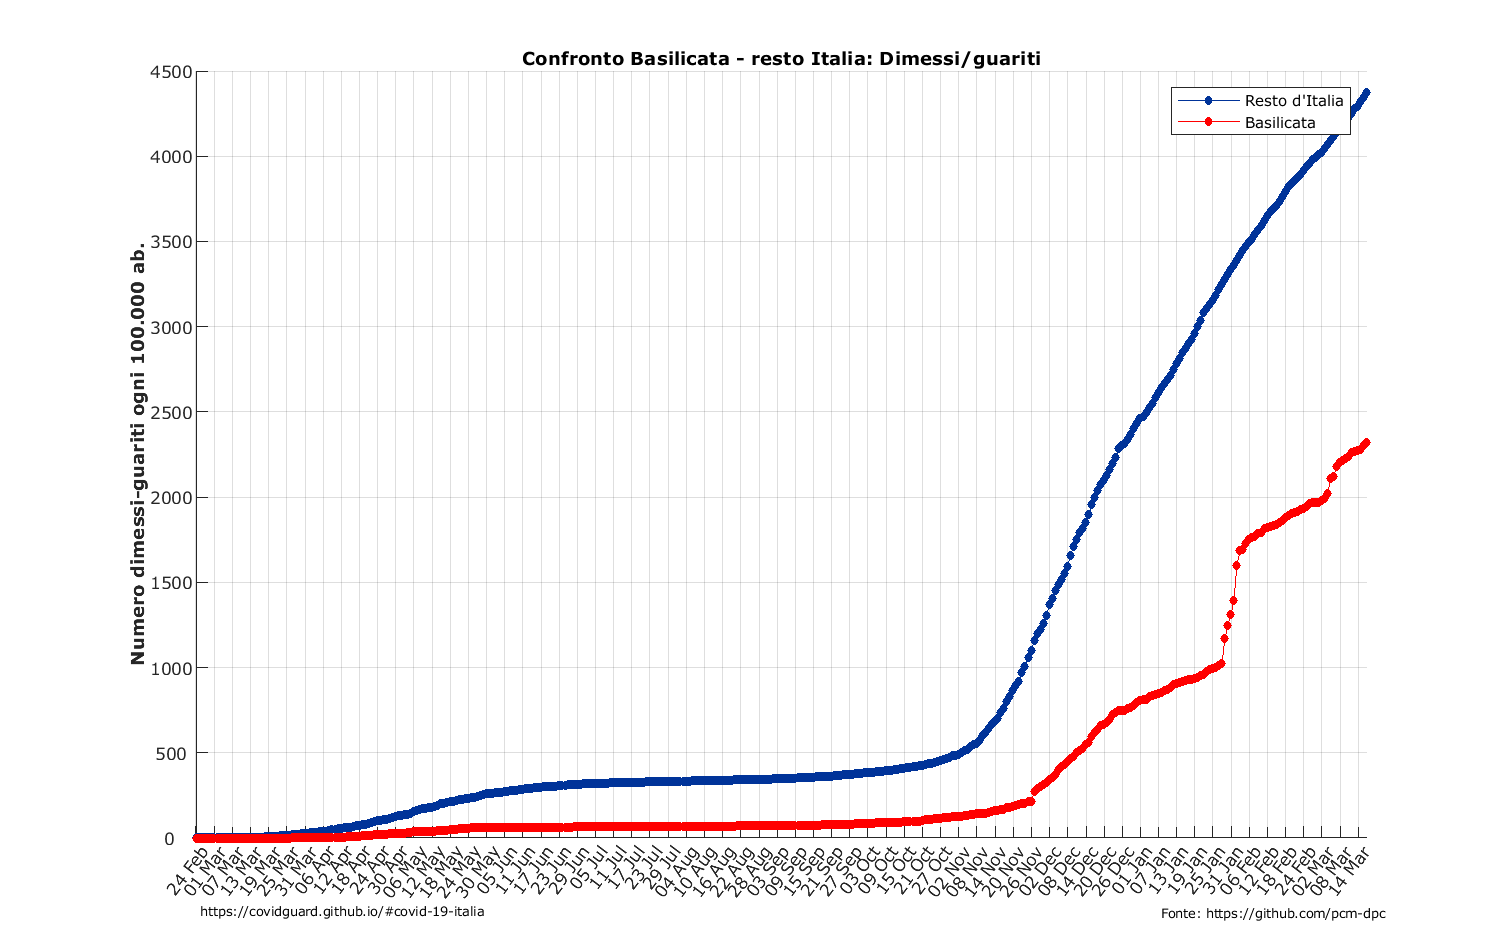 Confronto Basilicata - resto Italia: Dimessi/guariti
Resto d'Italia
Basilicata
Numero dimessi-guariti ogni 100.000 ab.
4500
4000
3500
3000
2500
2000
1500
1000
500
0
24 Feb
01 Mar
07 Mar
13 Mar
19 Mar
25 Mar
31 Mar
06 Apr
12 Apr
18 Apr
24 Apr
30 Apr
06 May
12 May
18 May
24 May
30 May
05 Jun
11 Jun
17 Jun
23 Jun
29 Jun
05 Jul
11 Jul
17 Jul
23 Jul
29 Jul
04 Aug
10 Aug
16 Aug
22 Aug
28 Aug
03 Sep
09 Sep
15 Sep
21 Sep
27 Sep
03 Oct
09 Oct
15 Oct
21 Oct
27 Oct
02 Nov
08 Nov
14 Nov
20 Nov
26 Nov
02 Dec
08 Dec
14 Dec
20 Dec
26 Dec
01 Jan
07 Jan
13 Jan
19 Jan
25 Jan
31 Jan
06 Feb
12 Feb
18 Feb
24 Feb
02 Mar
08 Mar
14 Mar
https://covidguard.github.io/#covid-19-italia
Fonte: https://github.com/pcm-dpc